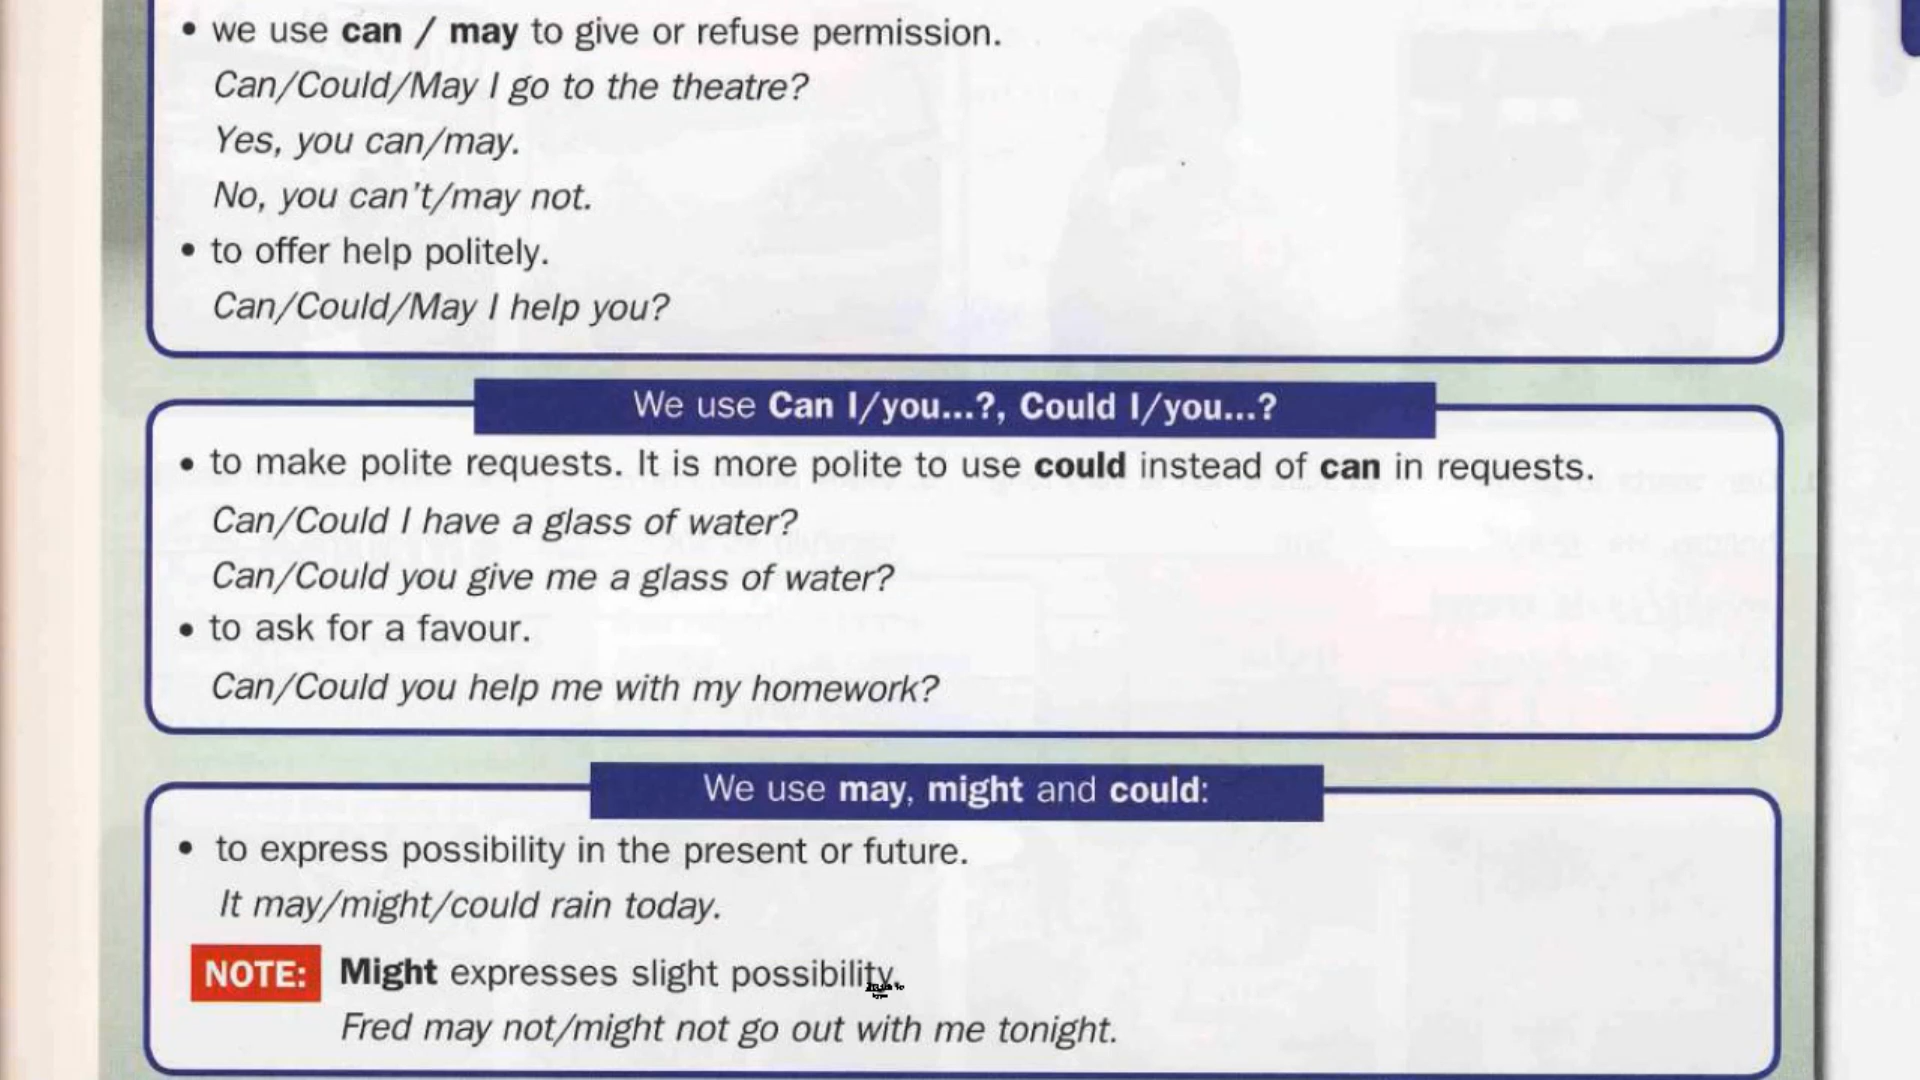 • we use can / may to give or refuse permission.
Can/Could/May I go to the theatre?
Yes, you can/may.
No, you can't/may not.
• to offer help politely.
Can/Could/May I help you?
We use Can I/you...?, Could I/you...?
• to make polite requests. It is more polite to use could instead of can in requests.
Can/Could I have a glass of water?
Can/Could you give me a glass of water?
• to ask for a favour.
Can/Could you help me with my homework?
We use may, might and could:
• to express possibility in the present or future.
It may/might/could rain today.
NOTE: Might expresses slight possibility.
Fred may not/might not go out with me tonight.